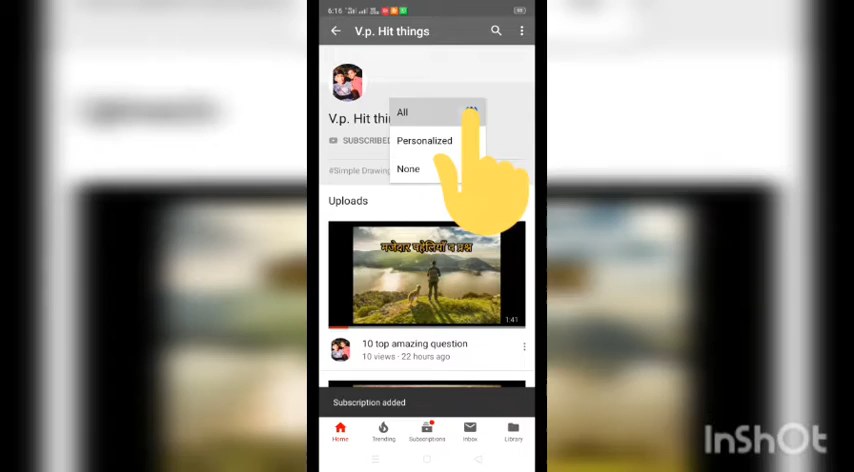 6:16
V.p. Hit things
All
V.p. Hit thi
SUBSCRIBED
Personalized
None
#Simple Drawing
Uploads
मजेदार पहेलियाँ व प्रश्न
1:41
10 top amazing question
10 views · 22 hours ago
Subscription added
Home
Trending
Subscriptions
Inbox
Library
InShOt